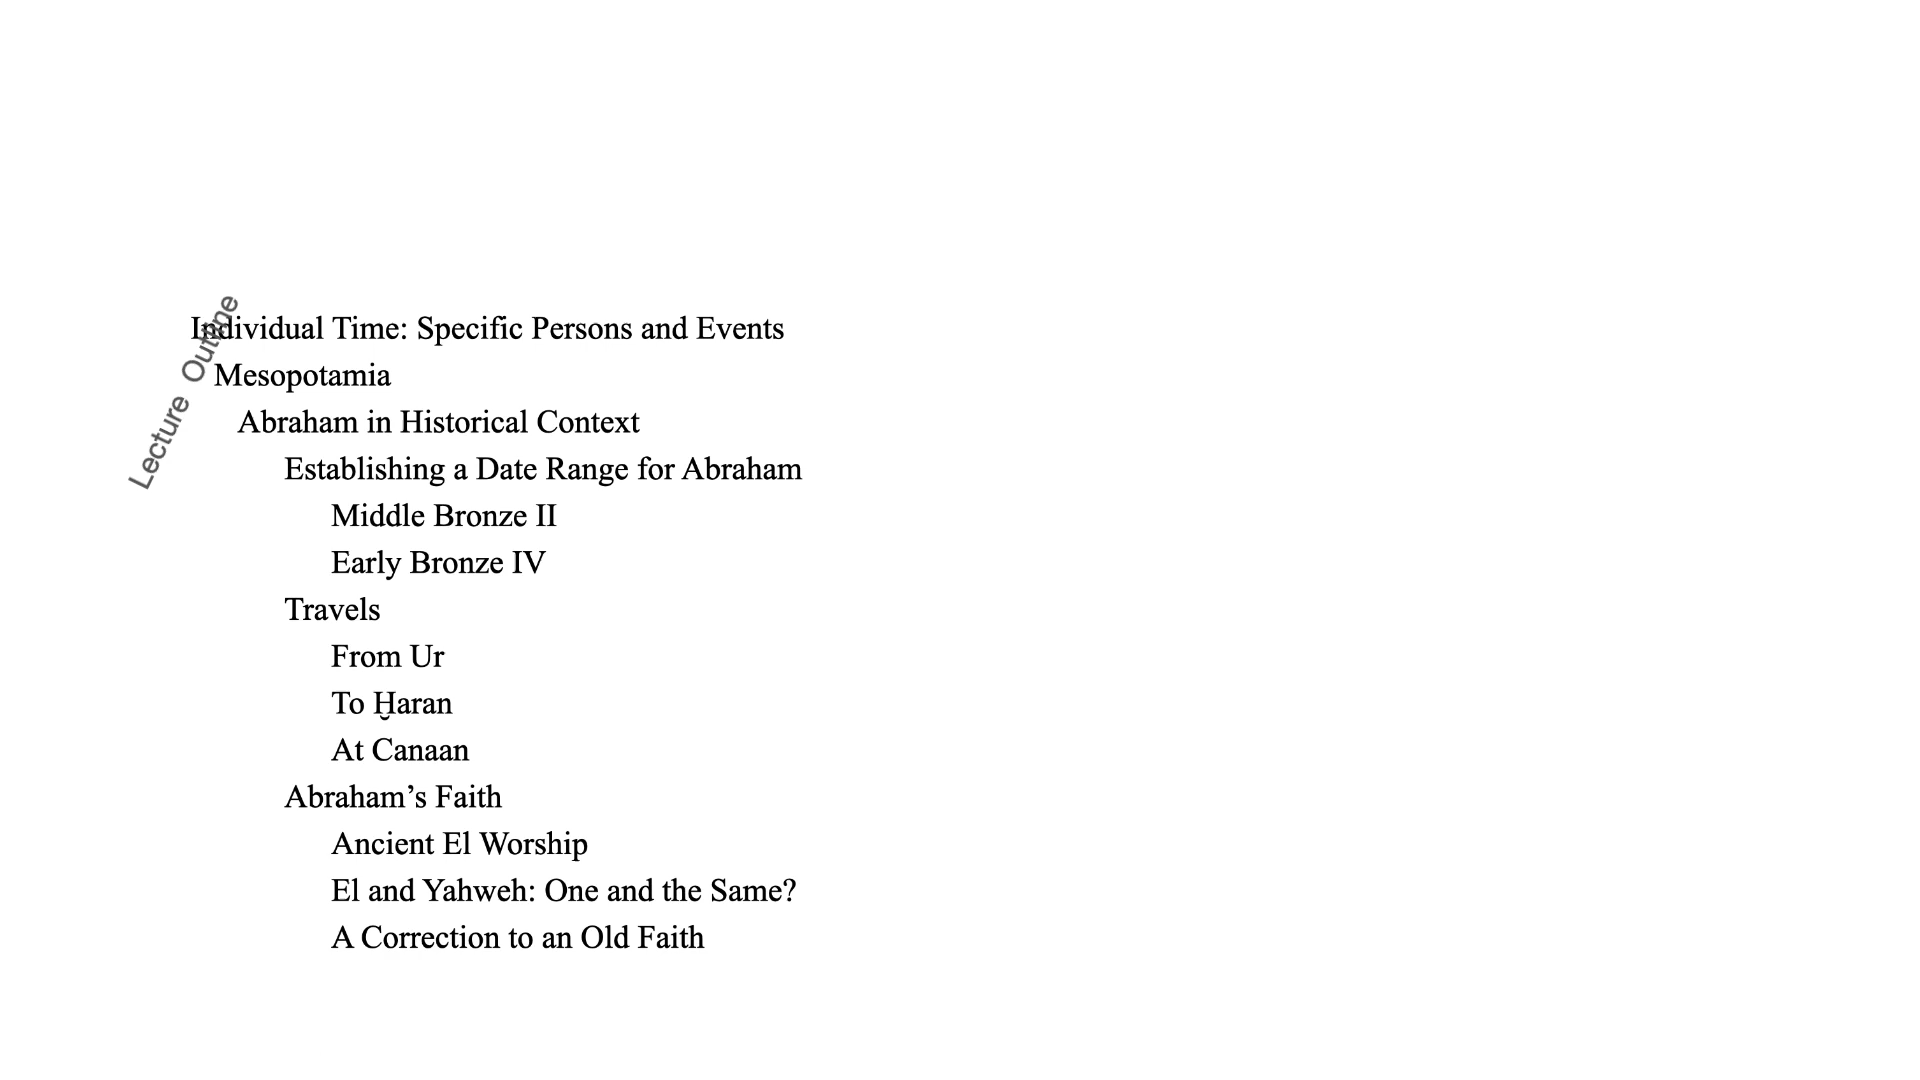 Lecture Outline
Individual Time: Specific Persons and Events
Mesopotamia
Abraham in Historical Context
Establishing a Date Range for Abraham
Middle Bronze II
Early Bronze IV
Travels
From Ur
To Ḫaran
At Canaan
Abraham’s Faith
Ancient El Worship
El and Yahweh: One and the Same?
A Correction to an Old Faith